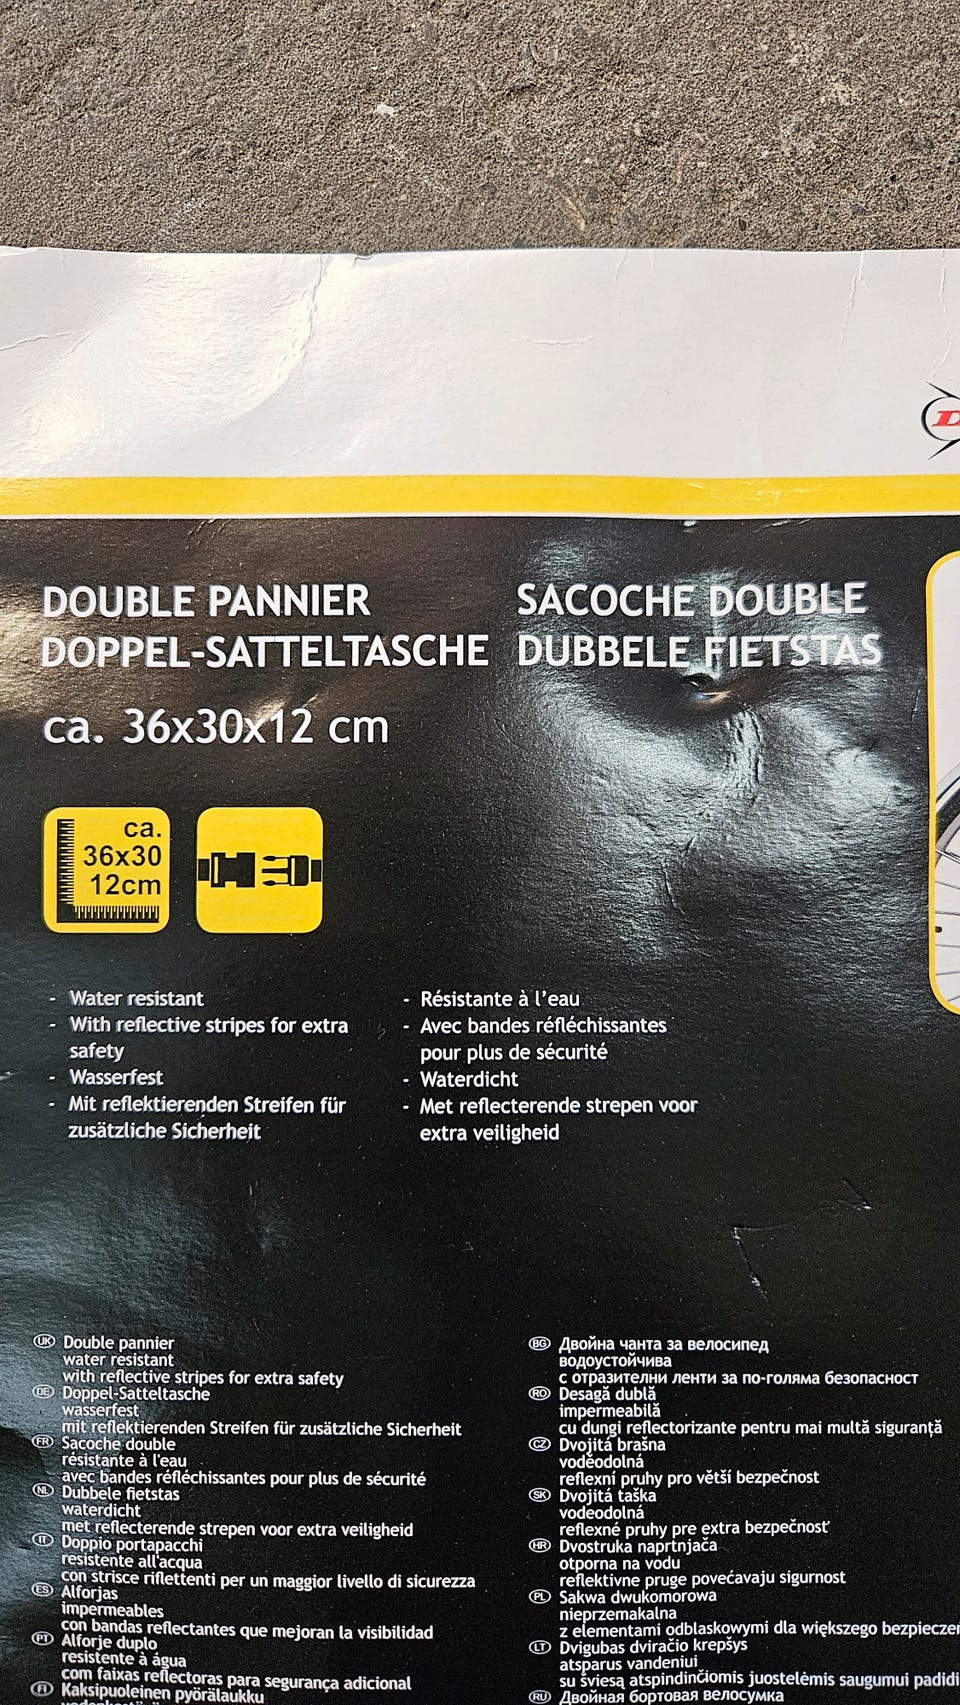 DOUBLE PANNIER
DOPPEL-SATTELTASCHE
SACOCHE DOUBLE
DUBBELE FIETSTAS
ca. 36x30x12 cm
ca.
36x30
12cm
- Water resistant
- With reflective stripes for extra
safety
- Wasserfest
- Mit reflektierenden Streifen für
zusätzliche Sicherheit
- Résistante à l'eau
- Avec bandes réfléchissantes
pour plus de sécurité
- Waterdicht
- Met reflecterende strepen voor
extra veiligheid
UK Double pannier
water resistant
with reflective stripes for extra safety
DE Doppel-Satteltasche
wasserfest
mit reflektierenden Streifen für zusätzliche Sicherheit
FR Sacoche double
résistante à l'eau
avec bandes réfléchissantes pour plus de sécurité
NL Dubbele fietstas
waterdicht
met reflecterende strepen voor extra veiligheid
IT Doppio portapacchi
resistente all'acqua
con strisce riflettenti per un maggior livello di sicurezza
ES Alforjas
impermeables
con bandas reflectantes que mejoran la visibilidad
PT Alforje duplo
resistente à água
com faixas reflectoras para segurança adicional
FI Kaksipuoleinen pyörälaukku
BG Двойна чанта за велосипед
водоустойчива
с отразителни ленти за по-голяма безопасност
RO Desagă dublă
impermeabilă
cu dungi reflectorizante pentru mai multă siguranță
CZ Dvojitá brašna
voděodolná
reflexní pruhy pro větší bezpečnost
SK Dvojitá taška
vodeodolná
reflexné pruhy pre extra bezpečnosť
HR Dvostruka naprtnjača
otporna na vodu
reflektivne pruge povećavaju sigurnost
PL Sakwa dwukomorowa
nieprzemakalna
z elementami odblaskowymi dla większego bezpieczeń
LT Dvigubas dviračio krepšys
atsparus vandeniui
su šviesą atspindinčiomis juostelėmis saugumui padidi
RU Двойная бортовая велосумка